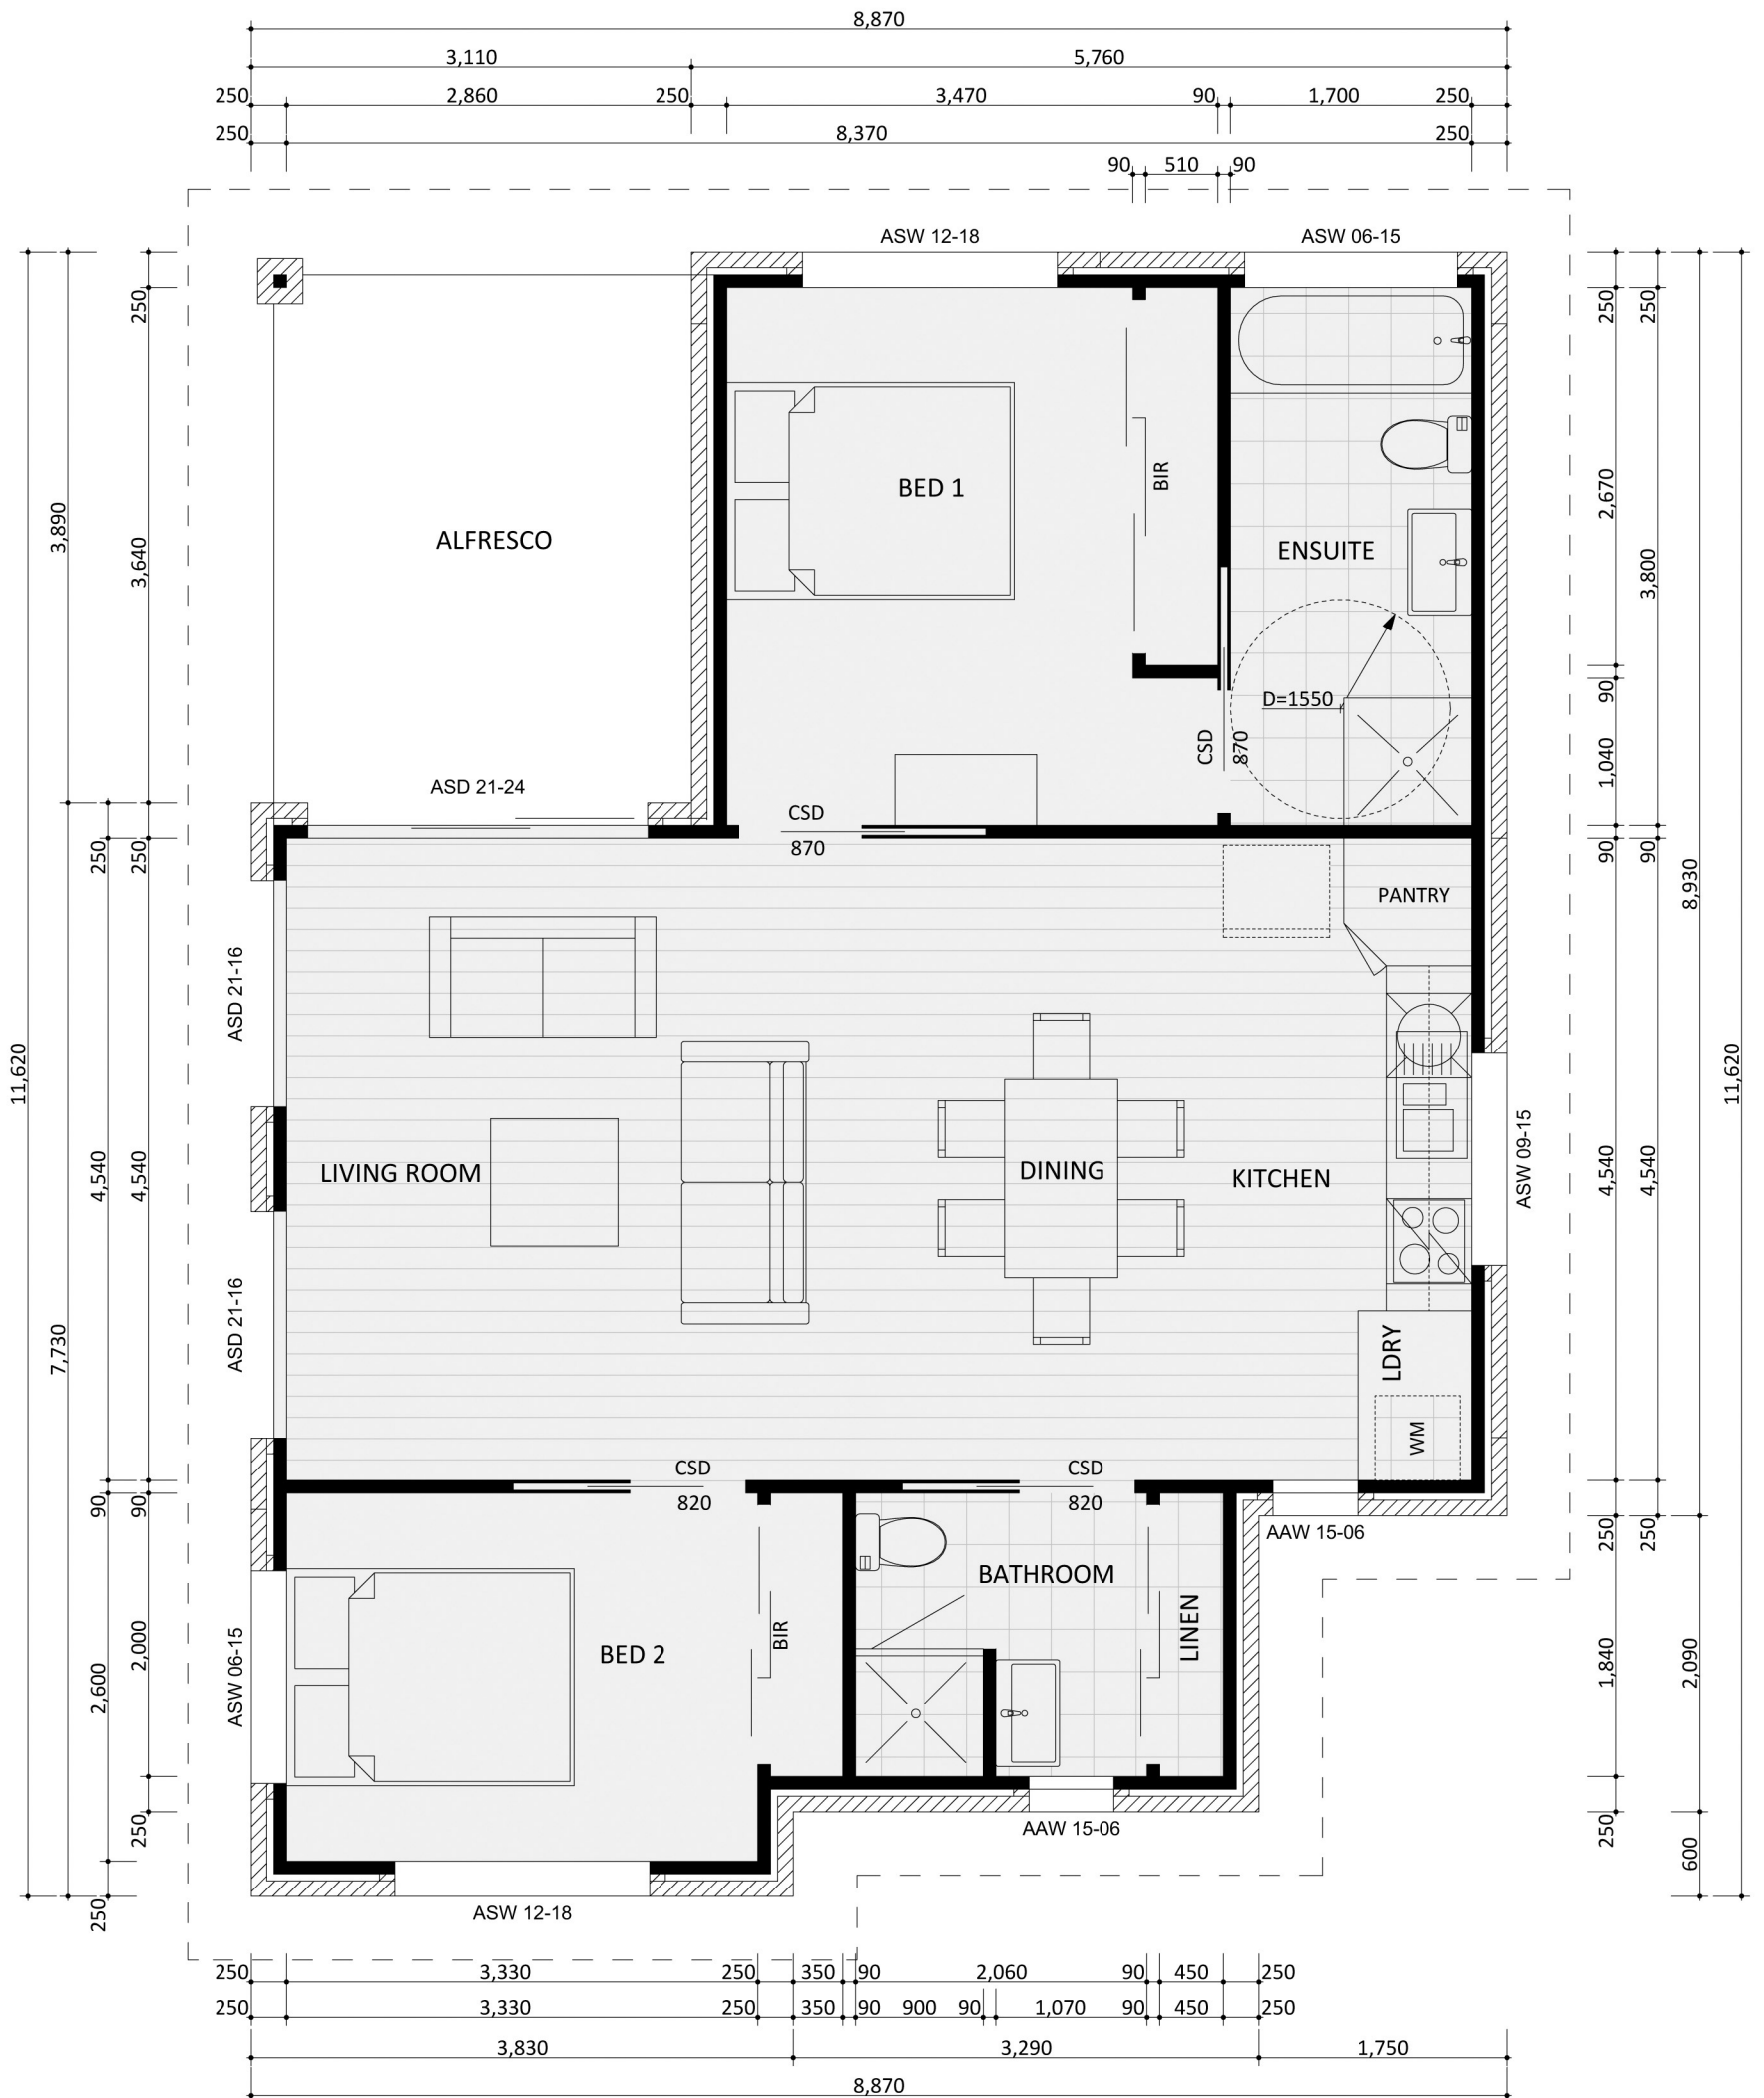 8,870
3,110 5,760
250 2,860 250 3,470 90 1,700 250
250 8,370 250
90 510 90
ASW 12-18 ASW 06-15
250 250 250
BED 1 BIR 2,670
3,890 3,640 ALFRESCO ENSUITE 3,800
D=1550 90
CSD 870 1,040
ASD 21-24 CSD
870
250 250 90 90
PANTRY 8,930
ASD 21-16
11,620 11,620
4,540 4,540 LIVING ROOM DINING KITCHEN ASW 09-15 4,540 4,540
ASD 21-16
7,730 LDRY
WM
CSD CSD
820 820
90 90 AAW 15-06 250 250
BATHROOM
2,600 2,000 ASW 06-15 BED 2 BIR LINEN 1,840 2,090
250 AAW 15-06 250 600
250 ASW 12-18
250 3,330 250 350 90 2,060 90 450 250
250 3,330 250 350 90 900 90 1,070 90 450 250
3,830 3,290 1,750
8,870